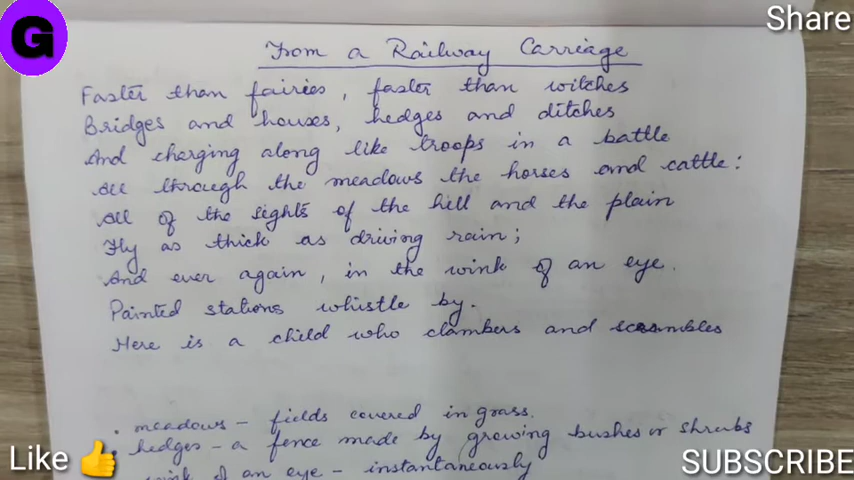 G
Share
From a Railway Carriage
Faster than fairies, faster than witches
Bridges and houses, hedges and ditches
And charging along like troops in a battle
All through the meadows the horses and cattle:
All of the sights of the hill and the plain
Fly as thick as driving rain;
And ever again, in the wink of an eye.
Painted stations whistle by.
Here is a child who clambers and scrambles
. meadows - fields covered in grass.
. hedges - a fence made by growing bushes or shrubs
wink of an eye - instantaneously
Like 👍
SUBSCRIBE